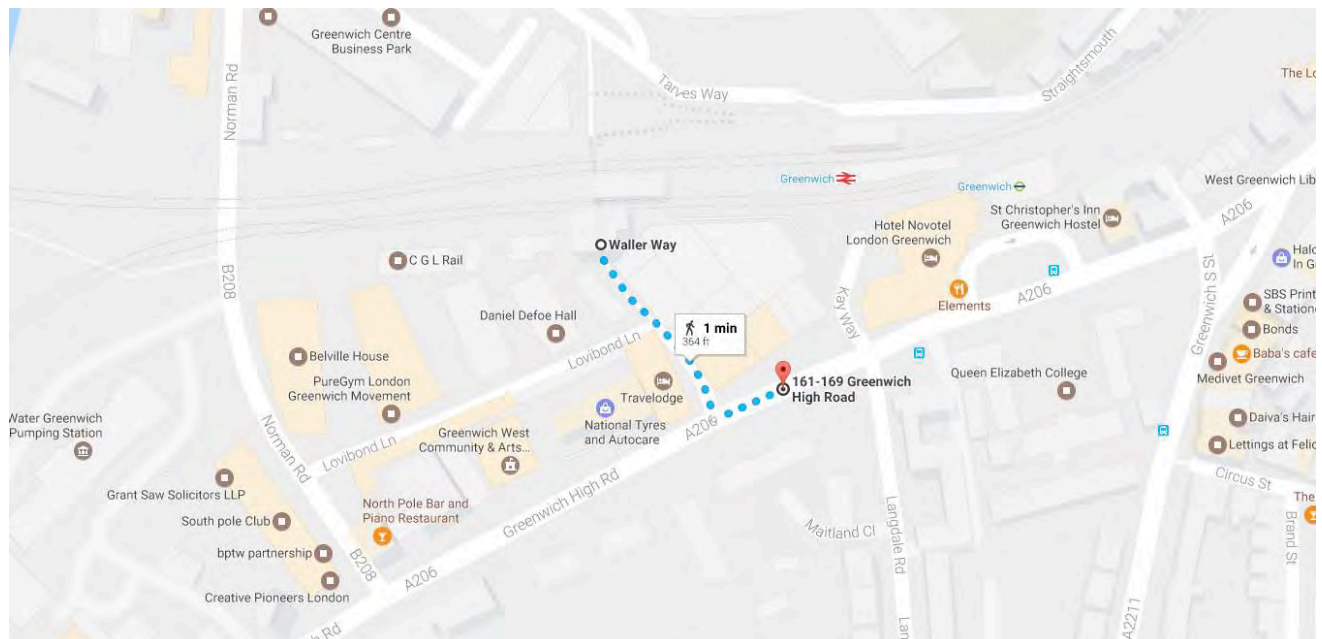 Greenwich Centre
Business Park
Norman Rd
Tarves Way
Straightsmouth
The Lo
Greenwich
Greenwich
West Greenwich Lib
A206
St Christopher's Inn
Greenwich Hostel
Hotel Novotel
London Greenwich
Waller Way
C G L Rail
B208
Halo
In G
Elements
A206
Kay Way
Greenwich S St
SBS Print
& Statione
Bonds
Baba's cafe
Medivet Greenwich
Daniel Defoe Hall
Lovibond Ln
1 min
364 ft
Belville House
PureGym London
Greenwich Movement
161-169 Greenwich
High Road
Queen Elizabeth College
Travelodge
National Tyres
and Autocare
A206
Water Greenwich
Pumping Station
Norman Rd
Lovibond Ln
Greenwich West
Community & Arts...
Daiva's Hair
Lettings at Felic
Circus St
Grant Saw Solicitors LLP
South pole Club
North Pole Bar and
Piano Restaurant
Greenwich High Rd
The
Brand St
Maitland Cl
Langdale Rd
bptw partnership
B208
A206
Creative Pioneers London
A2211
h Rd